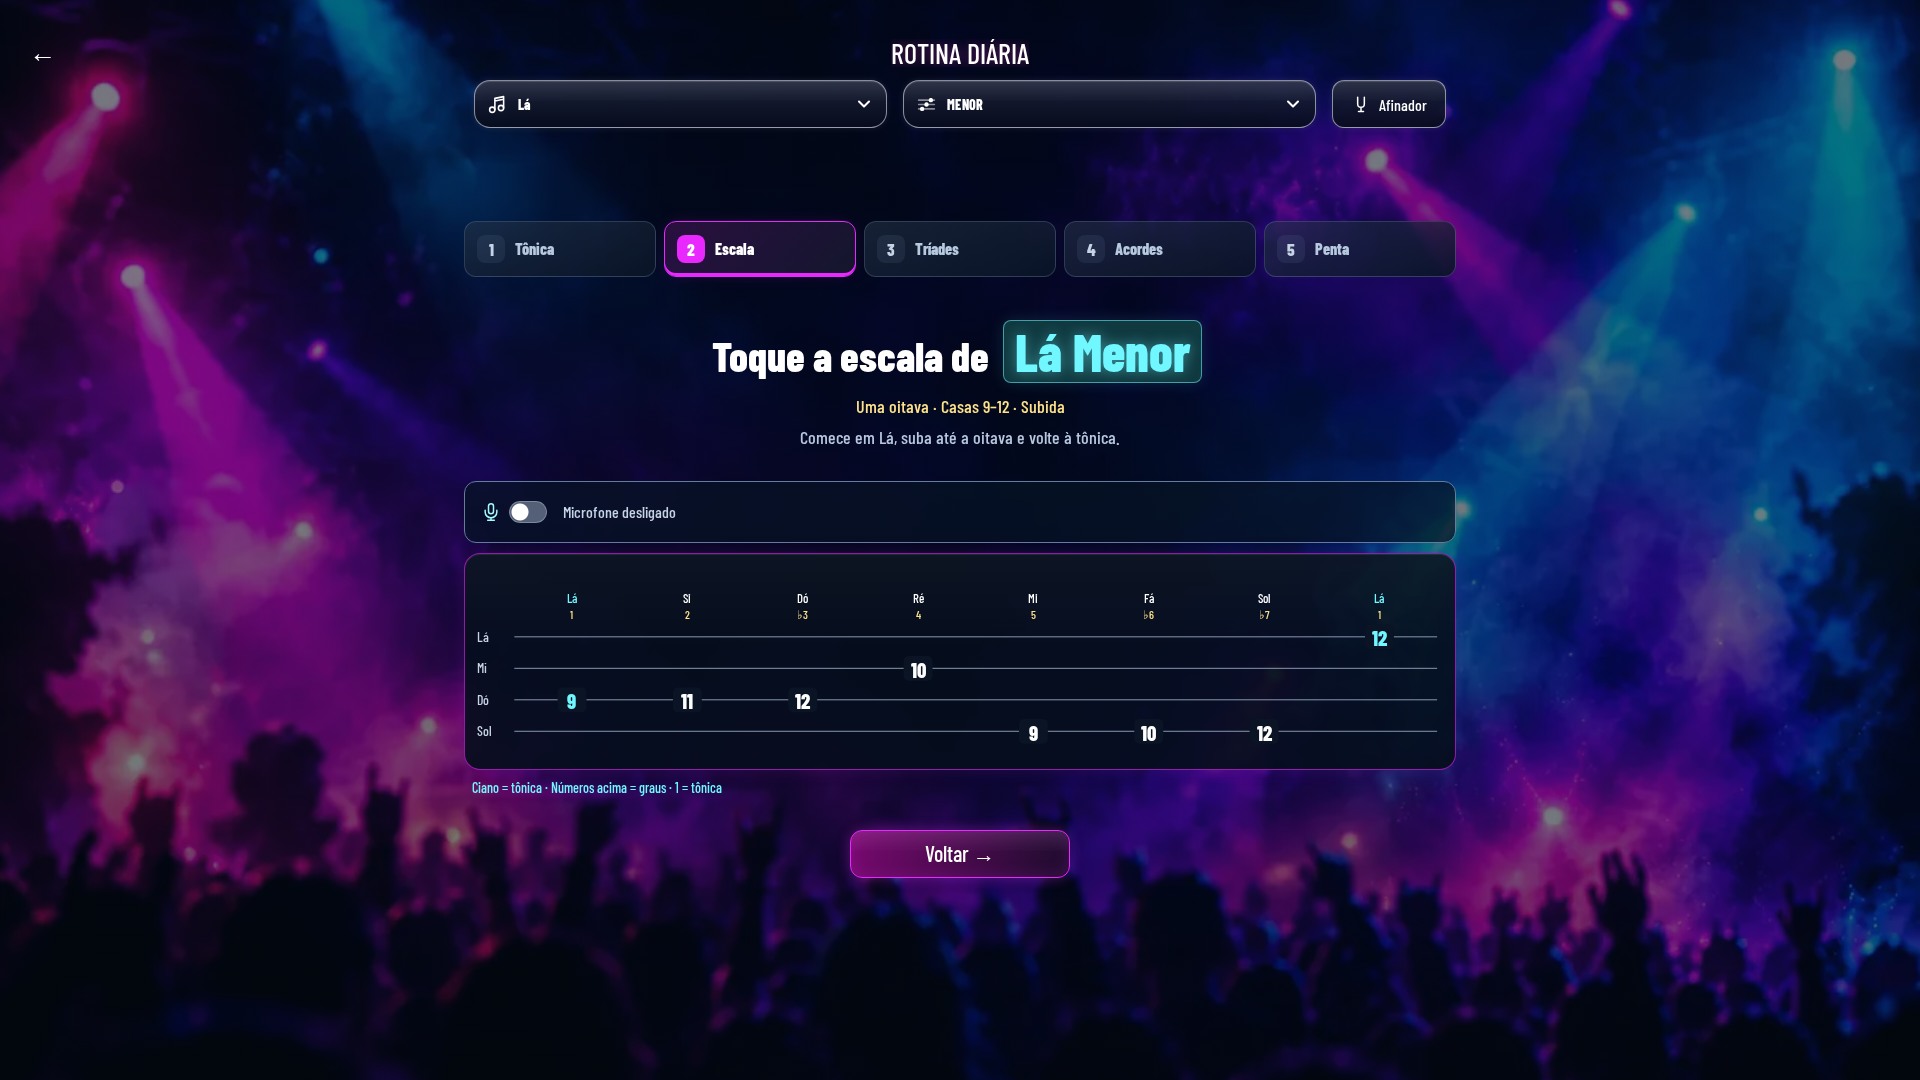 ←
ROTINA DIÁRIA
Lá
MENOR
Afinador
1 Tônica
2 Escala
3 Tríades
4 Acordes
5 Penta
Toque a escala de Lá Menor
Uma oitava · Casas 9–12 · Subida
Comece em Lá, suba até a oitava e volte à tônica.
Microfone desligado
Lá Si Dó Ré Mi Fá Sol Lá
1 2 ♭3 4 5 ♭6 ♭7 1
Lá 12
Mi 10
Dó 9 11 12
Sol 9 10 12
Ciano = tônica · Números acima = graus · 1 = tônica
Voltar →